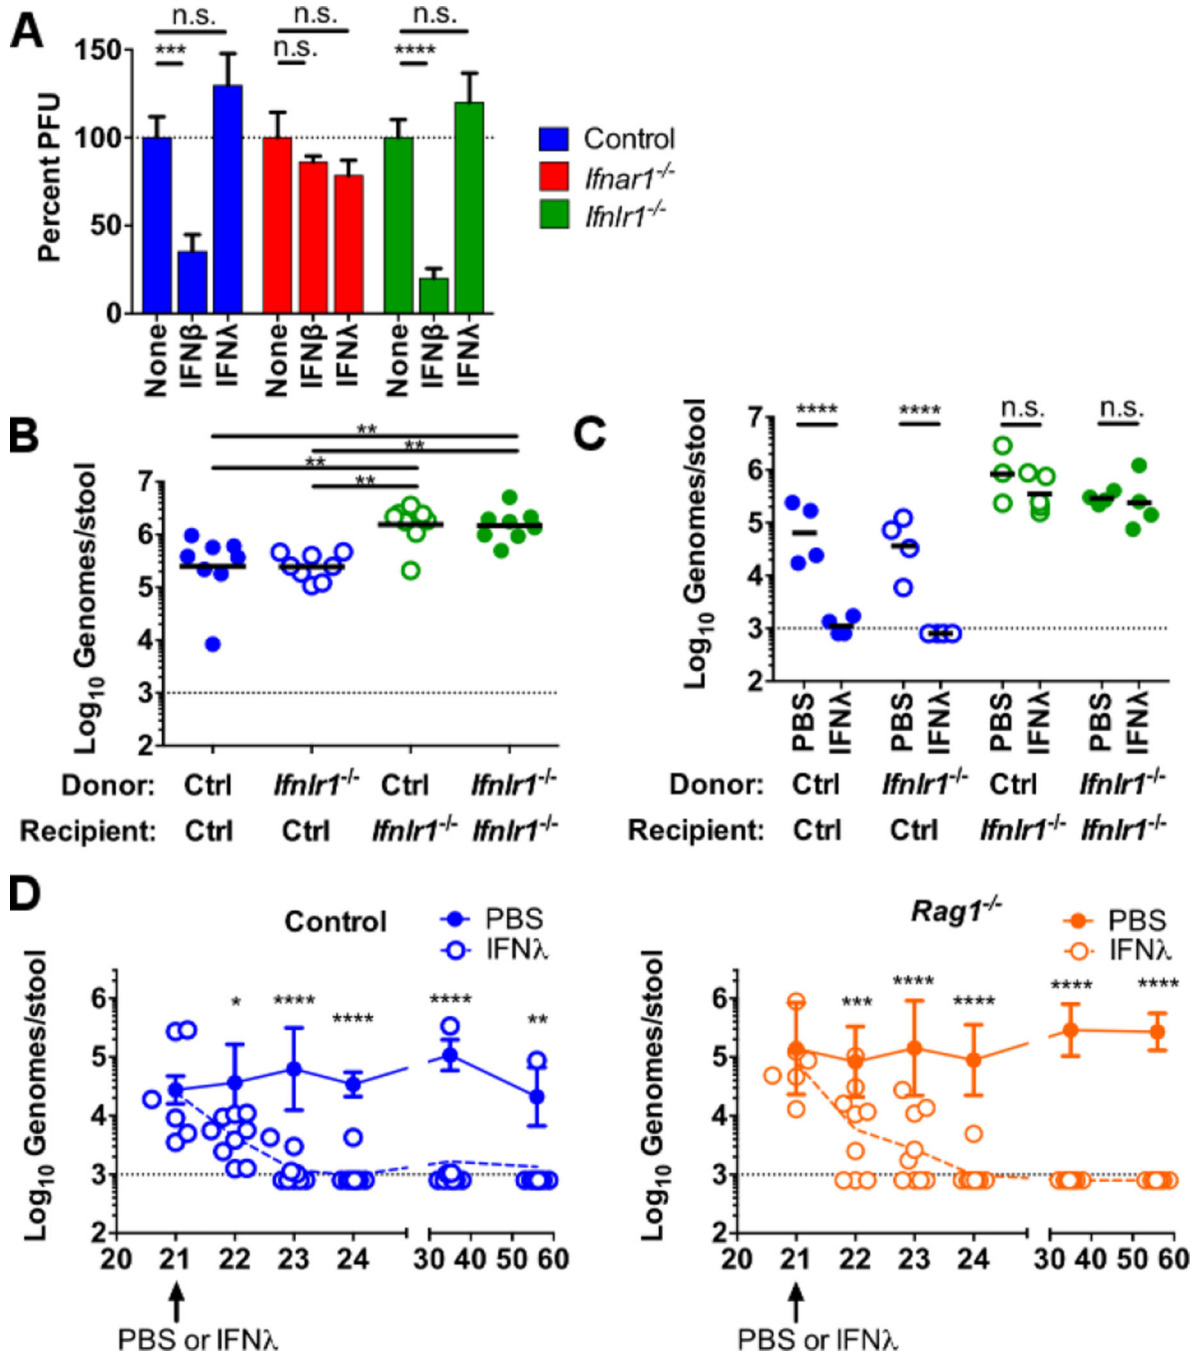 A
n.s. n.s. n.s.
*** n.s. ****
150
100
50
0
Percent PFU
None IFNβ IFNλ None IFNβ IFNλ None IFNβ IFNλ
Control
Ifnar1-/-
Ifnlr1-/-
B
**
**
**
**
7
6
5
4
3
2
Log10 Genomes/stool
Donor: Ctrl Ifnlr1-/- Ctrl Ifnlr1-/-
Recipient: Ctrl Ctrl Ifnlr1-/- Ifnlr1-/-
C
**** **** n.s. n.s.
7
6
5
4
3
2
Log10 Genomes/stool
PBS IFNλ PBS IFNλ PBS IFNλ PBS IFNλ
Donor: Ctrl Ifnlr1-/- Ctrl Ifnlr1-/-
Recipient: Ctrl Ctrl Ifnlr1-/- Ifnlr1-/-
D
Control
PBS
IFNλ
* **** **** **** **
6
5
4
3
2
Log10 Genomes/stool
20 21 22 23 24 30 40 50 60
PBS or IFNλ
Rag1-/-
PBS
IFNλ
*** **** **** **** ****
6
5
4
3
2
Log10 Genomes/stool
20 21 22 23 24 30 40 50 60
PBS or IFNλ